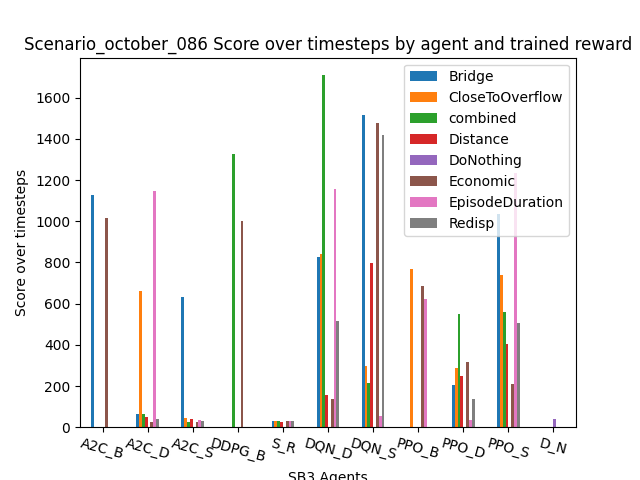 Scenario_october_086 Score over timesteps by agent and trained reward
Score over timesteps
1600
1400
1200
1000
800
600
400
200
0
Bridge
CloseToOverflow
combined
Distance
DoNothing
Economic
EpisodeDuration
Redisp
A2C_B
A2C_D
A2C_S
DDPG_B
S_R
DQN_D
DQN_S
PPO_B
PPO_D
PPO_S
D_N
SB3 Agents